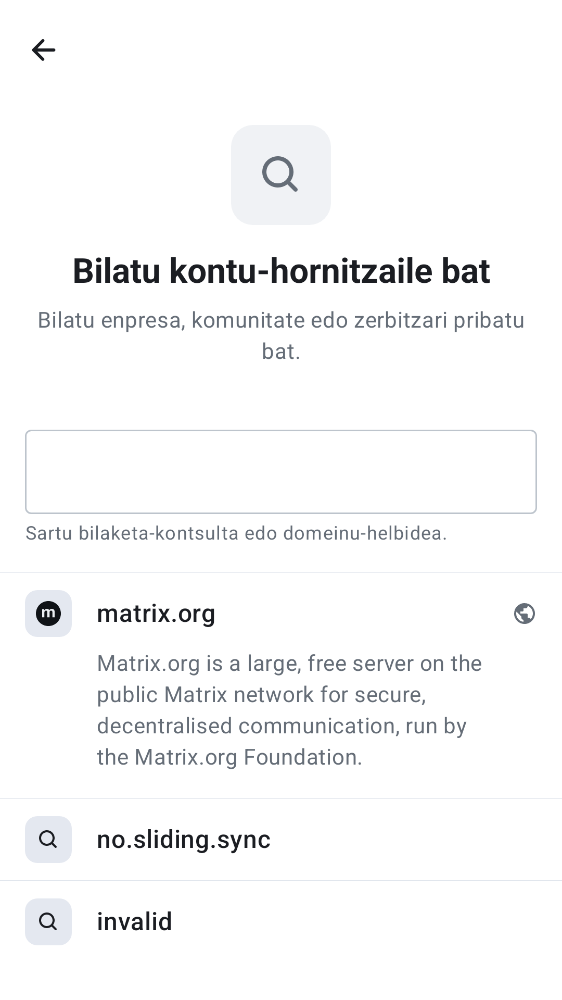 Bilatu kontu-hornitzaile bat
Bilatu enpresa, komunitate edo zerbitzari pribatu
bat.
Sartu bilaketa-kontsulta edo domeinu-helbidea.
m
matrix.org
Matrix.org is a large, free server on the
public Matrix network for secure,
decentralised communication, run by
the Matrix.org Foundation.
no.sliding.sync
invalid